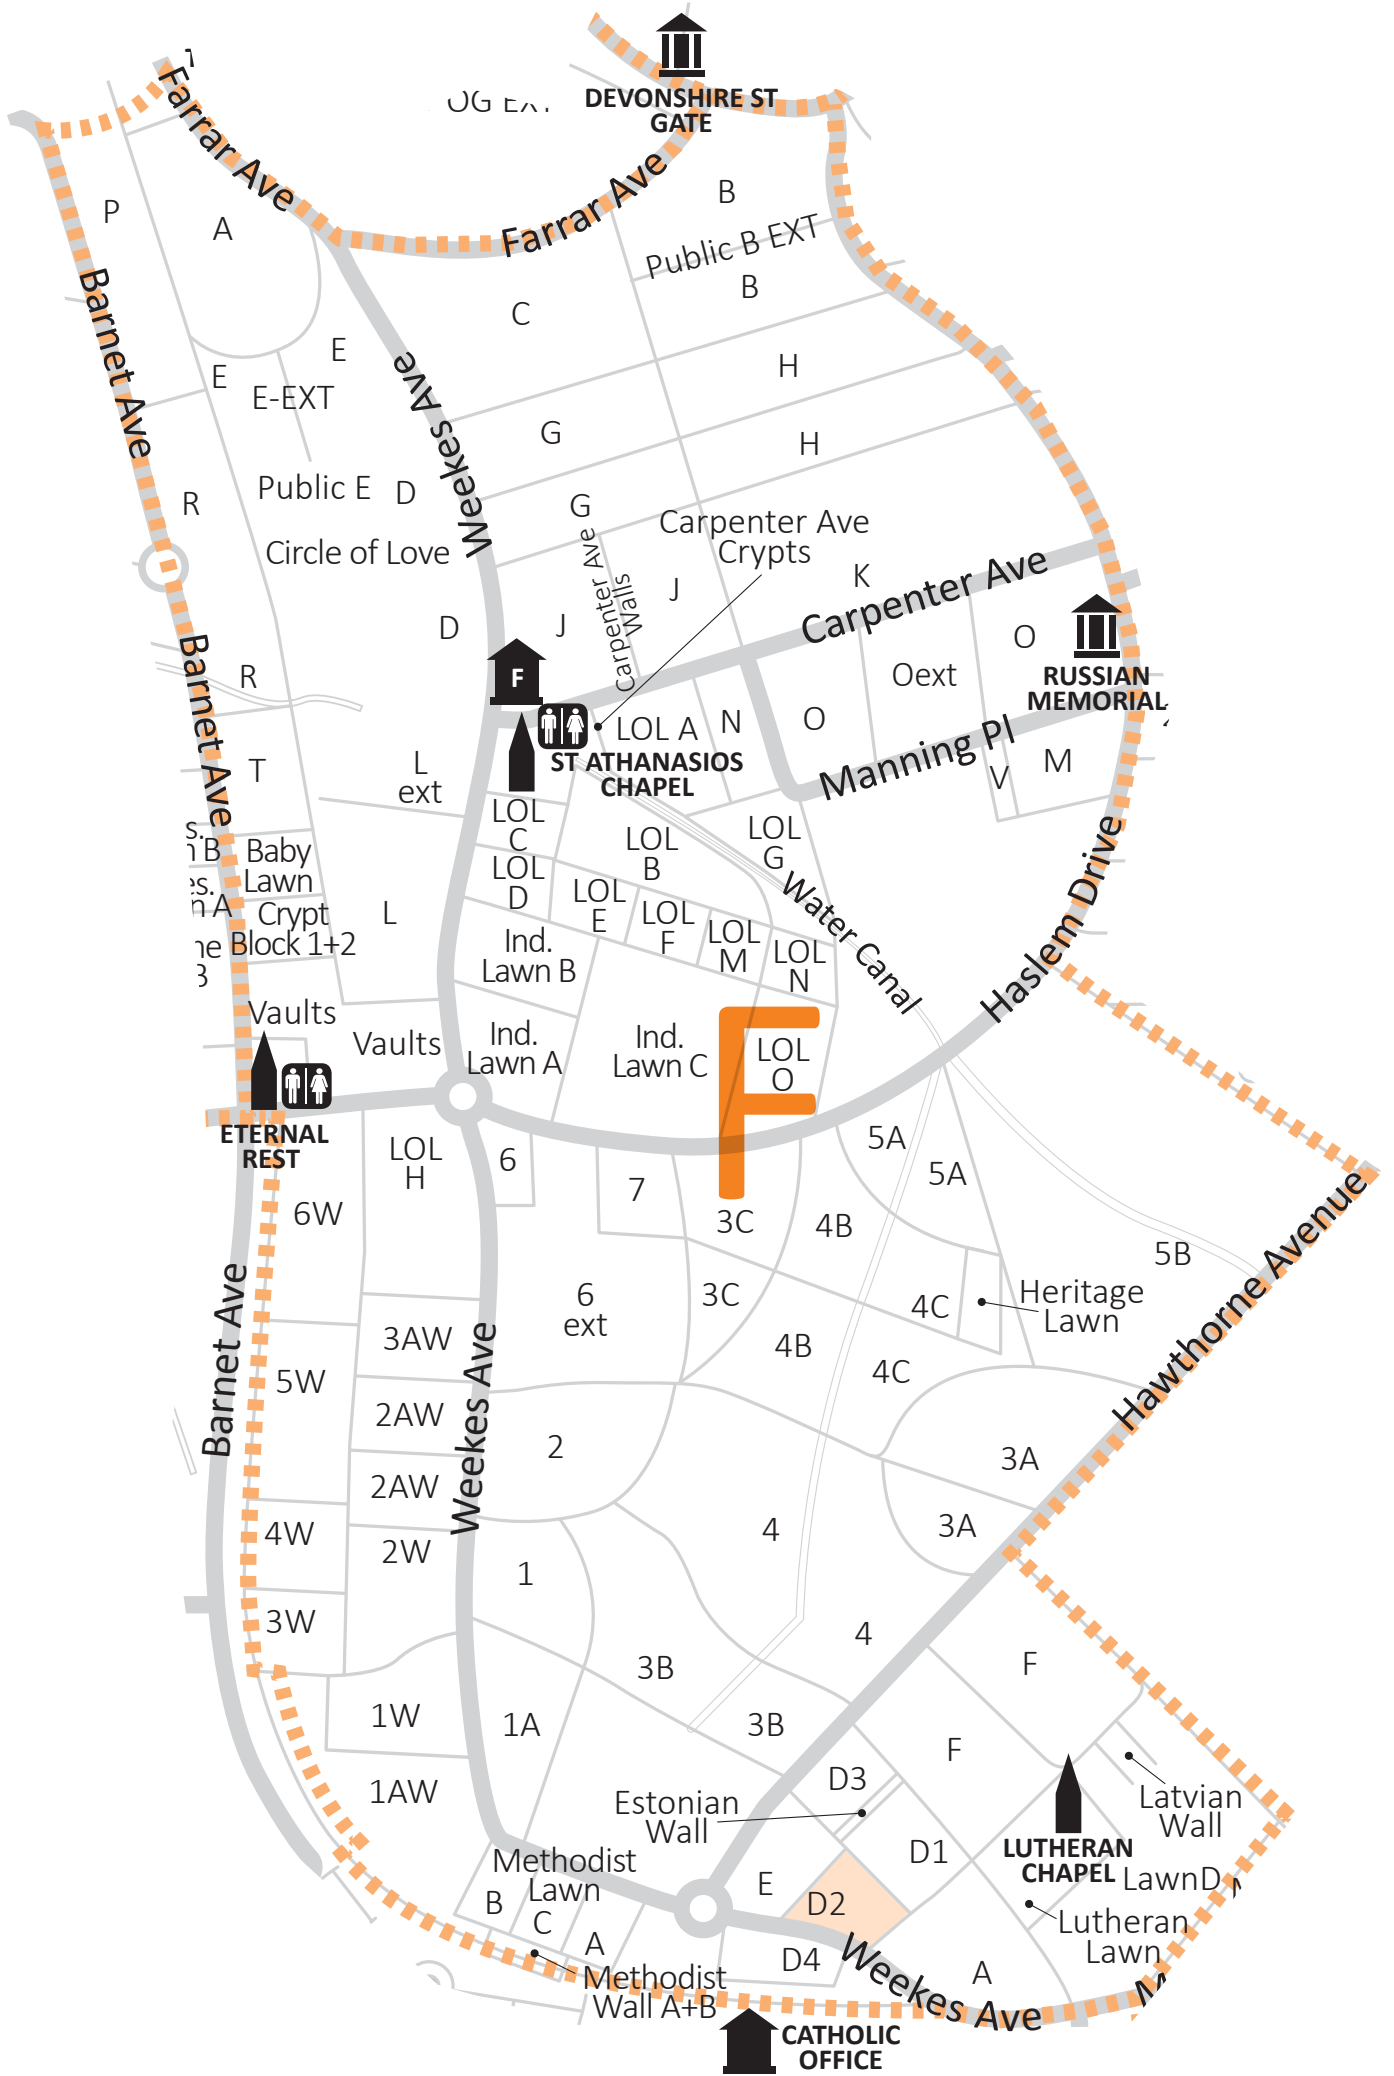 DEVONSHIRE ST
GATE
Farrar Ave
Farrar Ave
B
P
A
Public B EXT
B
C
Barnet Ave
E
E
E-EXT
Weekes Ave
H
G
H
Public E
D
R
G
Carpenter Ave
Crypts
Circle of Love
Carpenter Ave
Walls
J
K
Carpenter Ave
D
J
O
Barnet Ave
R
F
Oext
RUSSIAN
MEMORIAL
LOL A
N
O
Manning Pl
ST ATHANASIOS
CHAPEL
T
L
ext
V
M
LOL
C
LOL
B
LOL
G
Baby
Lawn
LOL
D
LOL
E
LOL
F
LOL
M
LOL
N
Water Canal
Haslem Drive
Crypt
Block 1+2
L
Ind.
Lawn B
Vaults
Vaults
Ind.
Lawn A
Ind.
Lawn C
F
LOL
O
ETERNAL
REST
LOL
H
6
5A
5A
7
6W
3C
4B
5B
6
ext
3C
4C
Heritage
Lawn
Hawthorne Avenue
Barnet Ave
3AW
Weekes Ave
4B
4C
5W
2AW
2
3A
2AW
4W
2W
4
3A
1
3W
4
3B
F
1W
1A
3B
F
1AW
D3
Estonian
Wall
Latvian
Wall
D1
LUTHERAN
CHAPEL
Methodist
Lawn
B
C
A
E
D2
LawnD
Lutheran
Lawn
D4
Weekes Ave
A
Methodist
Wall A+B
CATHOLIC
OFFICE